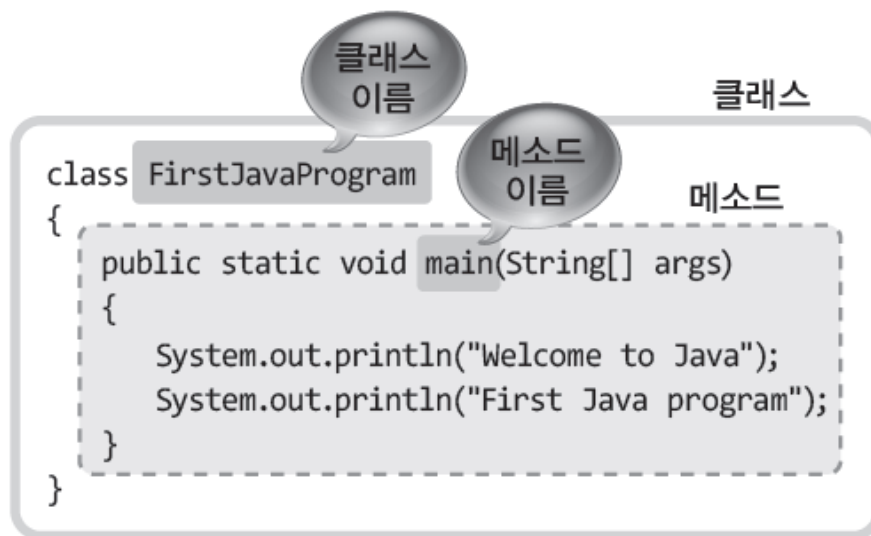 클래스
이름
클래스
class FirstJavaProgram
메소드
이름
메소드
{
public static void main(String[] args)
{
System.out.println("Welcome to Java");
System.out.println("First Java program");
}
}